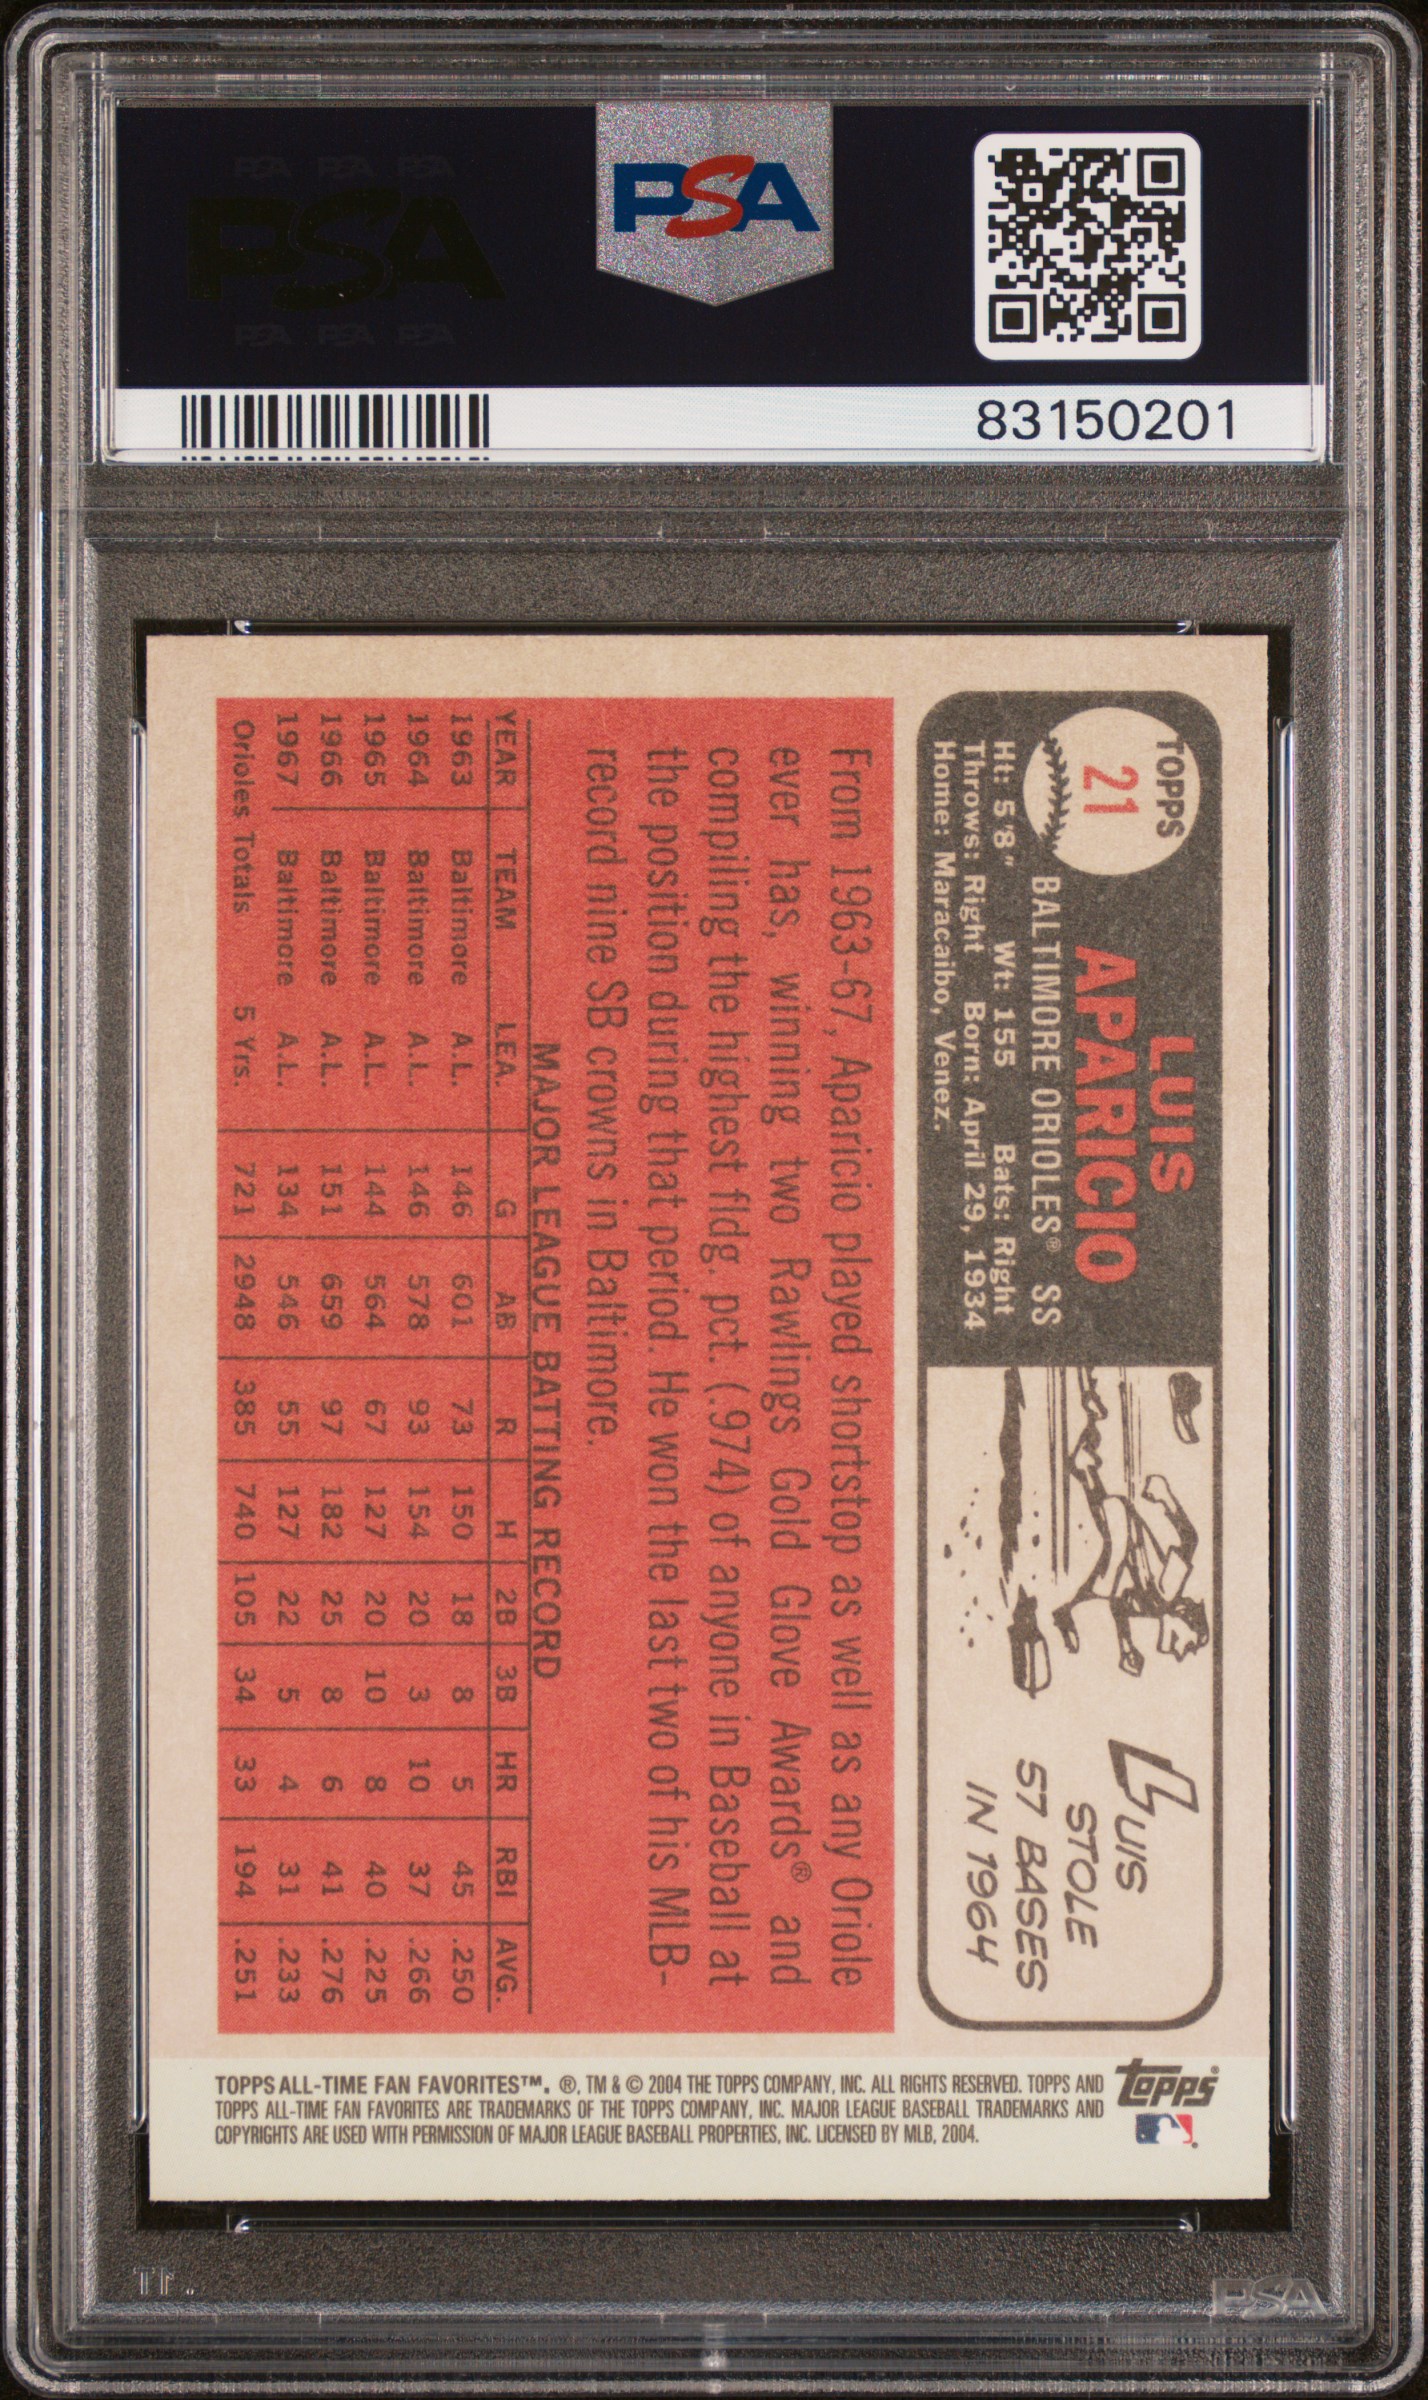 PSA PSA PSA
PSA
PSA PSA PSA
PSA
83150201
TOPPS
21
LUIS
APARICIO
BALTIMORE ORIOLES® SS
Ht: 5'8" Wt: 155 Bats: Right
Throws: Right Born: April 29, 1934
Home: Maracaibo, Venez.
LUIS
STOLE
57 BASES
IN 1964
From 1963-67, Aparicio played shortstop as well as any Oriole
ever has, winning two Rawlings Gold Glove Awards® and
compiling the highest fldg. pct. (.974) of anyone in Baseball at
the position during that period. He won the last two of his MLB-
record nine SB crowns in Baltimore.
MAJOR LEAGUE BATTING RECORD
YEAR TEAM LEA. G AB R H 2B 3B HR RBI AVG.
1963 Baltimore A.L. 146 601 73 150 18 8 5 45 .250
1964 Baltimore A.L. 146 578 93 154 20 3 10 37 .266
1965 Baltimore A.L. 144 564 67 127 20 10 8 40 .225
1966 Baltimore A.L. 151 659 97 182 25 8 6 41 .276
1967 Baltimore A.L. 134 546 55 127 22 5 4 31 .233
Orioles Totals 5 Yrs. 721 2948 385 740 105 34 33 194 .251
TOPPS ALL-TIME FAN FAVORITES™. ®, TM & © 2004 THE TOPPS COMPANY, INC. ALL RIGHTS RESERVED. TOPPS AND
TOPPS ALL-TIME FAN FAVORITES ARE TRADEMARKS OF THE TOPPS COMPANY, INC. MAJOR LEAGUE BASEBALL TRADEMARKS AND
COPYRIGHTS ARE USED WITH PERMISSION OF MAJOR LEAGUE BASEBALL PROPERTIES, INC. LICENSED BY MLB, 2004.
Topps®
PSA